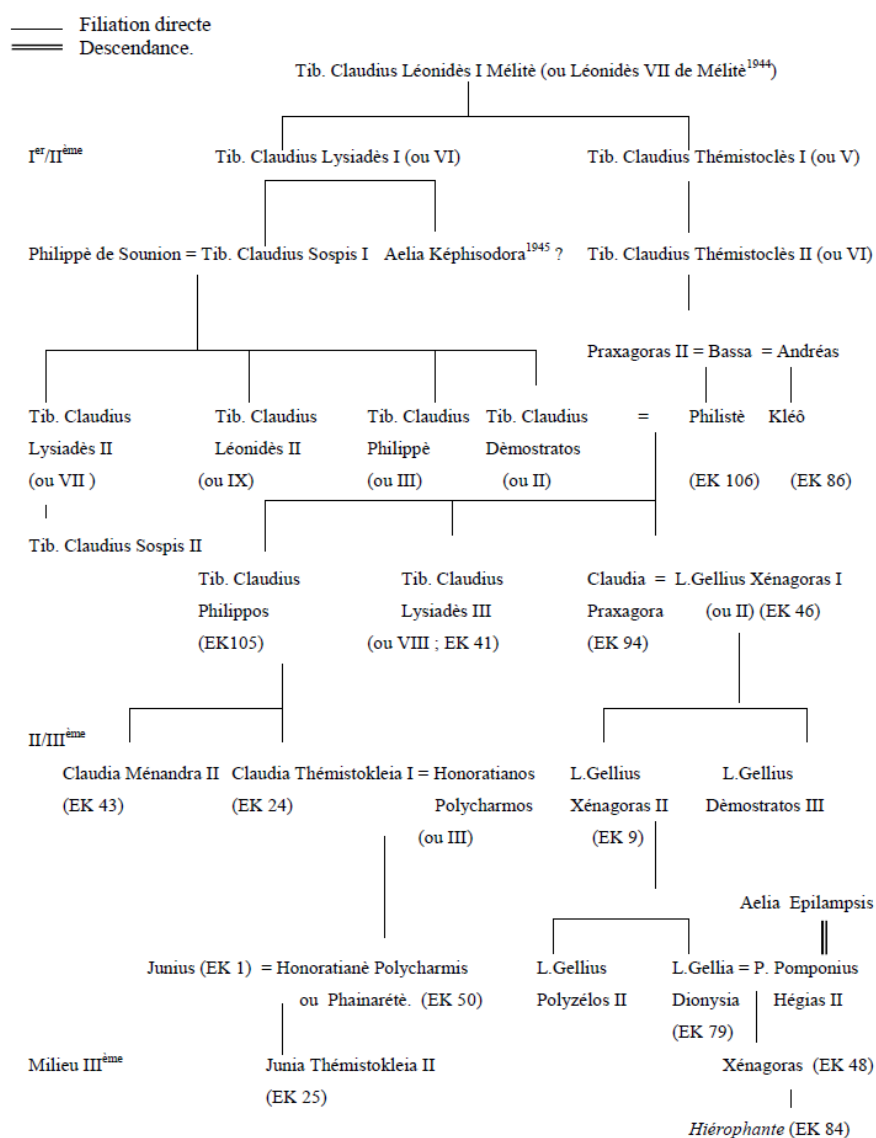 Filiation directe
Descendance.
Tib. Claudius Léonidès I Mélitè (ou Léonidès VII de Mélitè1944)
Ier/IIème Tib. Claudius Lysiadès I (ou VI) Tib. Claudius Thémistoclès I (ou V)
Philippè de Sounion = Tib. Claudius Sospis I Aelia Képhisodora1945 ? Tib. Claudius Thémistoclès II (ou VI)
Praxagoras II = Bassa = Andréas
Tib. Claudius Tib. Claudius Tib. Claudius Tib. Claudius = Philistè Kléô
Lysiadès II Léonidès II Philippè Dèmostratos
(ou VII ) (ou IX) (ou III) (ou II) (EK 106) (EK 86)
Tib. Claudius Sospis II
Tib. Claudius Tib. Claudius Claudia = L.Gellius Xénagoras I
Philippos Lysiadès III Praxagora (ou II) (EK 46)
(EK105) (ou VIII ; EK 41) (EK 94)
II/IIIème
Claudia Ménandra II Claudia Thémistokleia I = Honoratianos L.Gellius L.Gellius
(EK 43) (EK 24) Polycharmos Xénagoras II Dèmostratos III
(ou III) (EK 9)
Aelia Epilampsis
Junius (EK 1) = Honoratianè Polycharmis L.Gellius L.Gellia = P. Pomponius
ou Phainarétè. (EK 50) Polyzélos II Dionysia Hégias II
(EK 79)
Milieu IIIème Junia Thémistokleia II Xénagoras (EK 48)
(EK 25)
Hiérophante (EK 84)